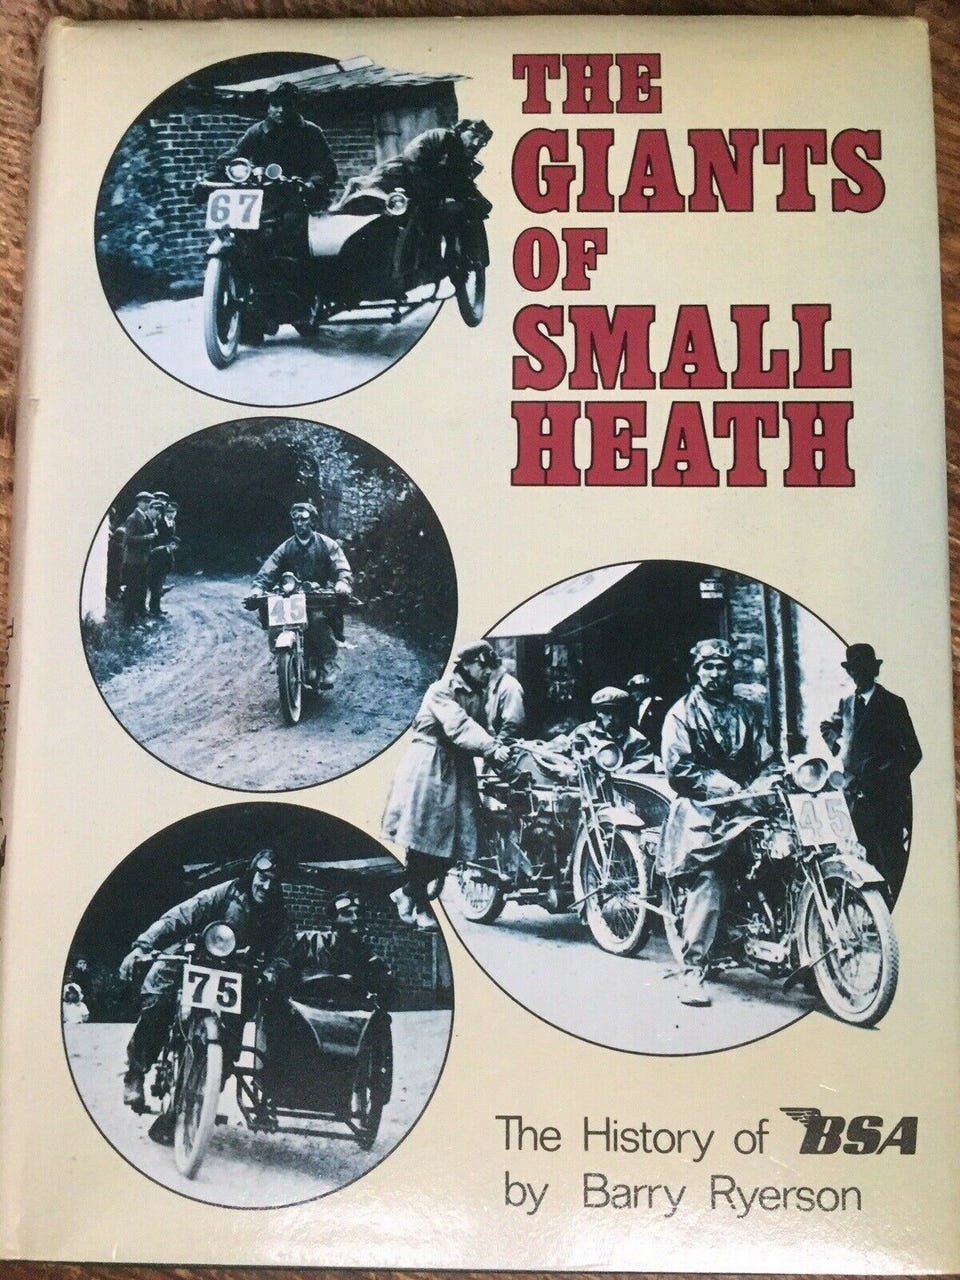 THE
GIANTS
OF
SMALL
HEATH
67
45
45
75
The History of BSA
by Barry Ryerson